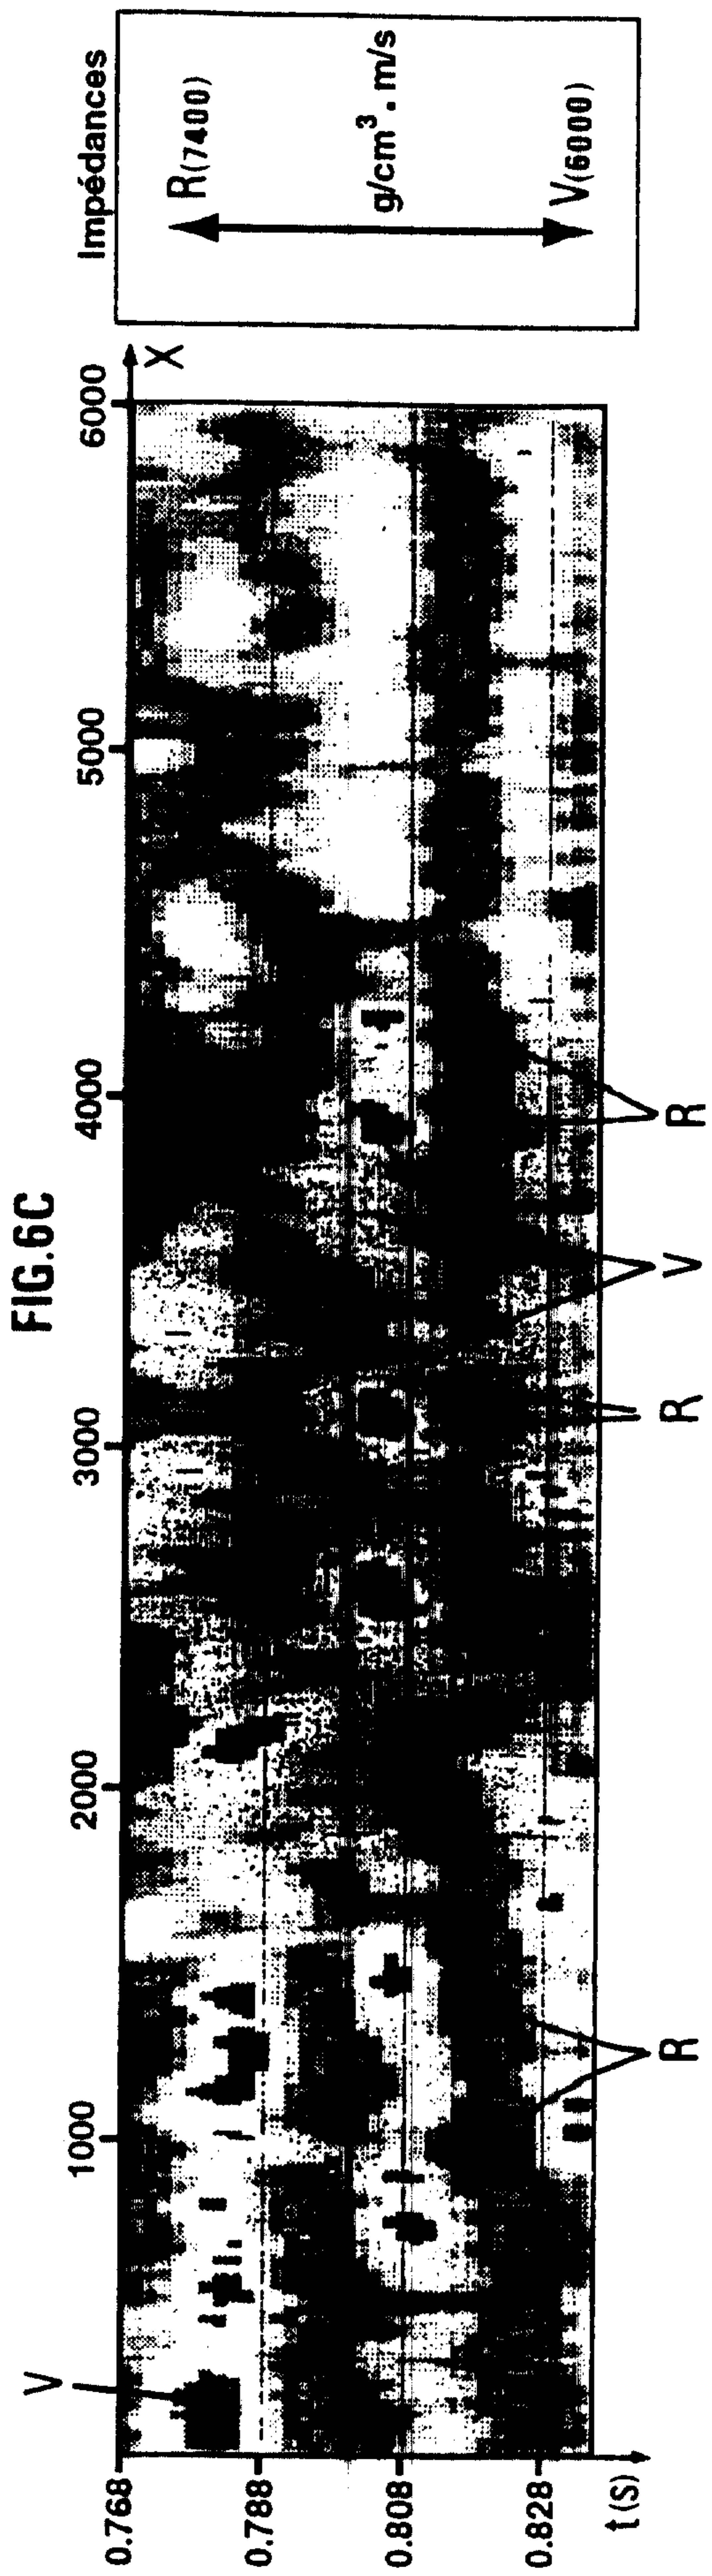 FIG.6C
1000 2000 3000 4000 5000 6000
X
0.768
0.788
0.808
0.828
t(S)
V
R
R
V
R
Impédances
R(7400)
g/cm³ . m/s
V(6000)